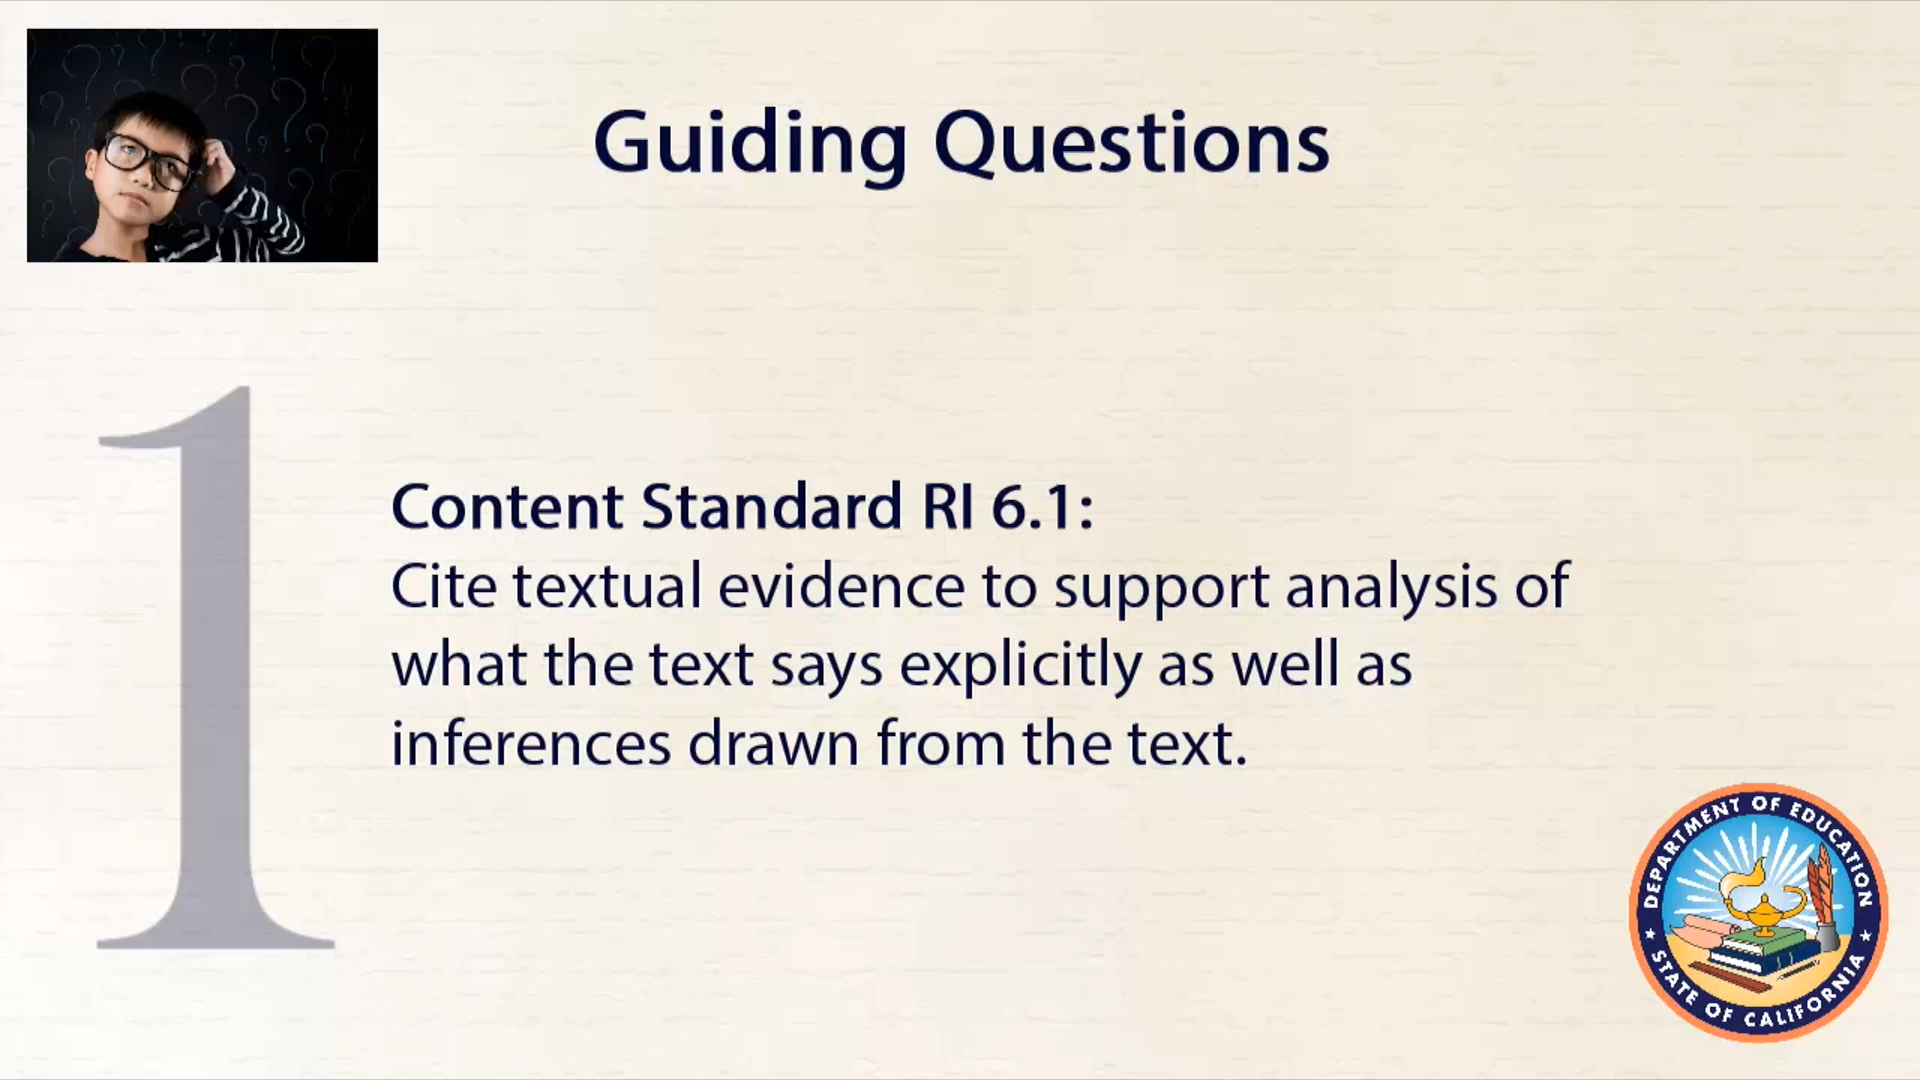 Guiding Questions
1
Content Standard RI 6.1:
Cite textual evidence to support analysis of
what the text says explicitly as well as
inferences drawn from the text.
DEPARTMENT OF EDUCATION
STATE OF CALIFORNIA